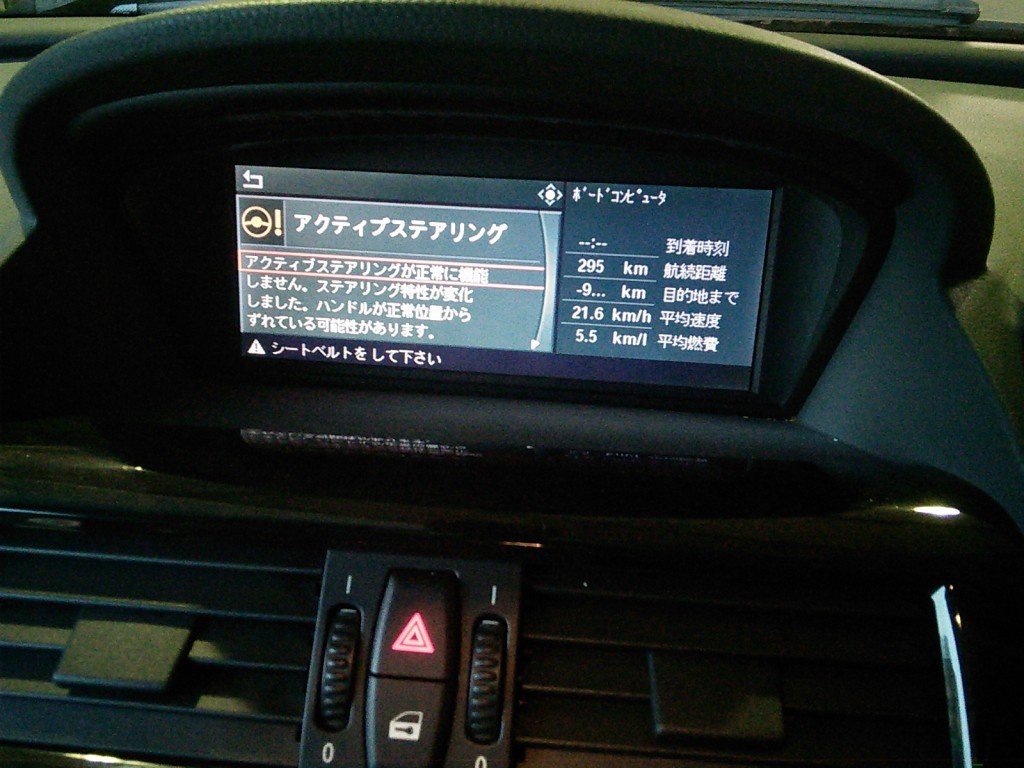 アクティブステアリング
アクティブステアリングが正常に機能
しません。ステアリング特性が変化
しました。ハンドルが正常位置から
ずれている可能性があります。
シートベルトをして下さい
ﾎﾞｰﾄﾞｺﾝﾋﾟｭｰﾀ
--:-- 到着時刻
295 km 航続距離
-9... km 目的地まで
21.6 km/h 平均速度
5.5 km/l 平均燃費
I I
0 0